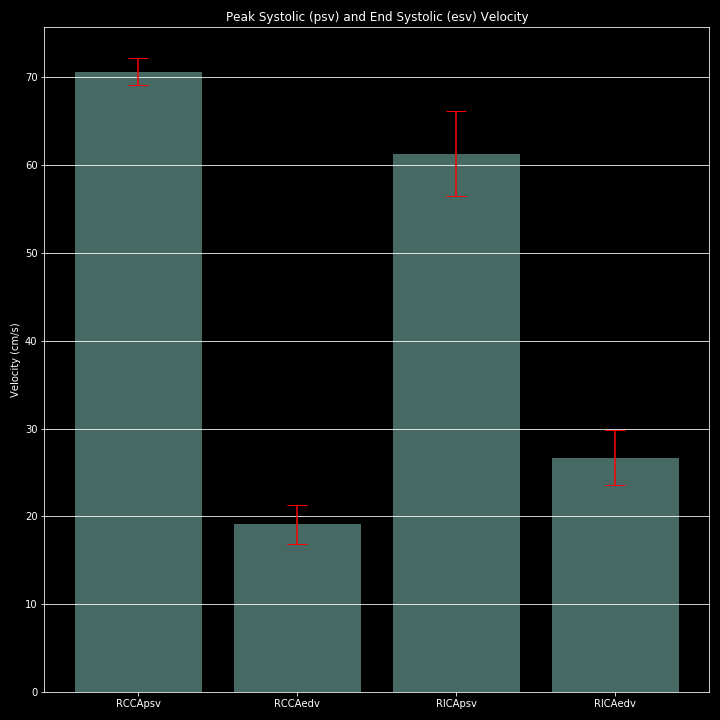 Peak Systolic (psv) and End Systolic (esv) Velocity
Velocity (cm/s)
70
60
50
40
30
20
10
0
RCCApsv RCCAedv RICApsv RICAedv